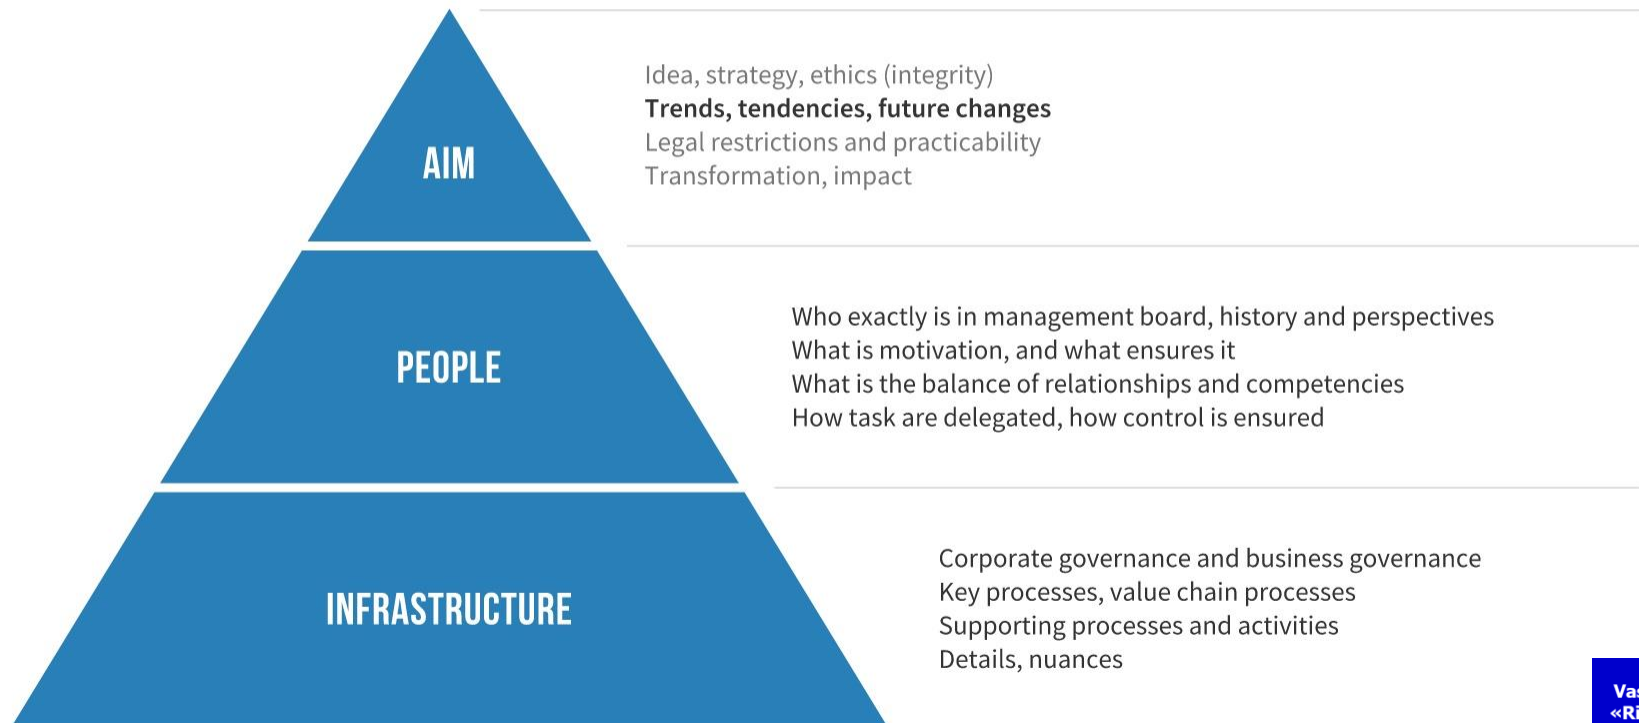 AIM
Idea, strategy, ethics (integrity)
Trends, tendencies, future changes
Legal restrictions and practicability
Transformation, impact
PEOPLE
Who exactly is in management board, history and perspectives
What is motivation, and what ensures it
What is the balance of relationships and competencies
How task are delegated, how control is ensured
INFRASTRUCTURE
Corporate governance and business governance
Key processes, value chain processes
Supporting processes and activities
Details, nuances